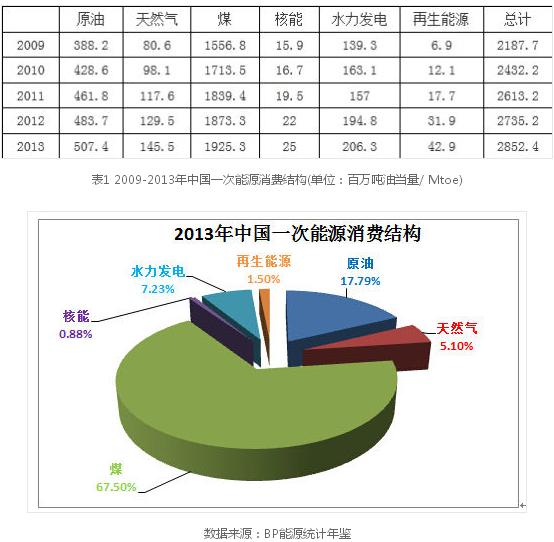 原油 天然气 煤 核能 水力发电 再生能源 总计
2009 388.2 80.6 1556.8 15.9 139.3 6.9 2187.7
2010 428.6 98.1 1713.5 16.7 163.1 12.1 2432.2
2011 461.8 117.6 1839.4 19.5 157 17.7 2613.2
2012 483.7 129.5 1873.3 22 194.8 31.9 2735.2
2013 507.4 145.5 1925.3 25 206.3 42.9 2852.4
表1 2009-2013年中国一次能源消费结构(单位：百万吨油当量/ Mtoe)
2013年中国一次能源消费结构
再生能源
1.50%
原油
17.79%
水力发电
7.23%
核能
0.88%
天然气
5.10%
煤
67.50%
数据来源：BP能源统计年鉴